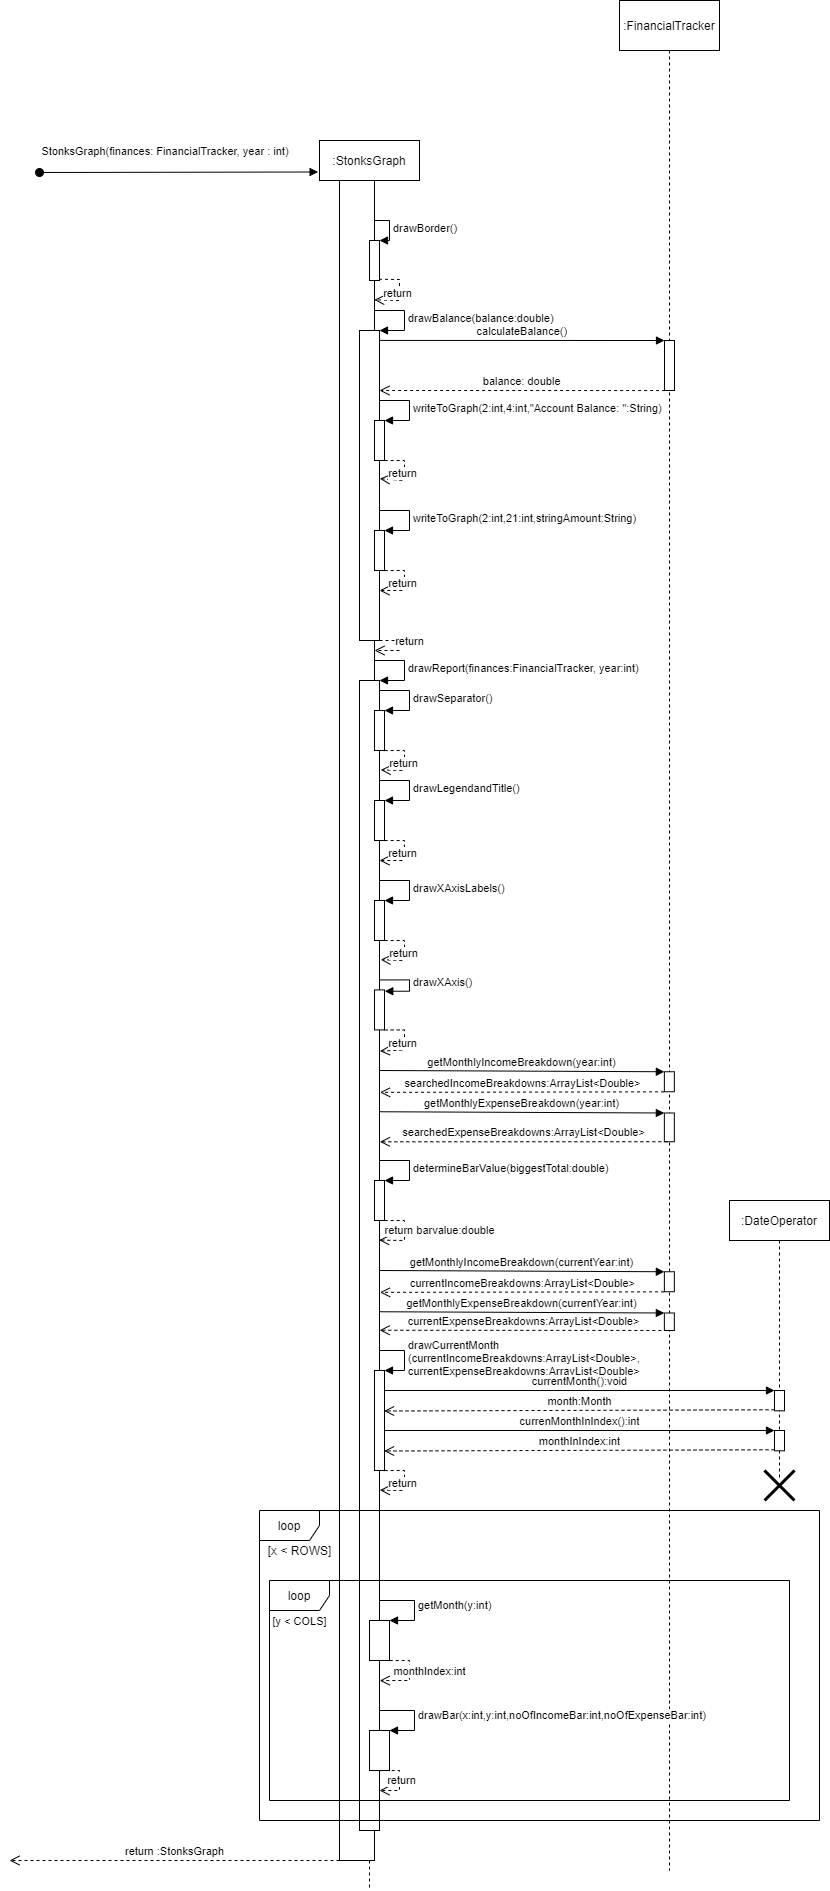 :FinancialTracker
StonksGraph(finances: FinancialTracker, year : int)
:StonksGraph
drawBorder()
return
drawBalance(balance:double)
calculateBalance()
balance: double
writeToGraph(2:int,4:int,"Account Balance: ":String)
return
writeToGraph(2:int,21:int,stringAmount:String)
return
return
drawReport(finances:FinancialTracker, year:int)
drawSeparator()
return
drawLegendandTitle()
return
drawXAxisLabels()
return
drawXAxis()
return
getMonthlyIncomeBreakdown(year:int)
searchedIncomeBreakdowns:ArrayList<Double>
getMonthlyExpenseBreakdown(year:int)
searchedExpenseBreakdowns:ArrayList<Double>
determineBarValue(biggestTotal:double)
:DateOperator
return barvalue:double
getMonthlyIncomeBreakdown(currentYear:int)
currentIncomeBreakdowns:ArrayList<Double>
getMonthlyExpenseBreakdown(currentYear:int)
currentExpenseBreakdowns:ArrayList<Double>
drawCurrentMonth
(currentIncomeBreakdowns:ArrayList<Double>,
currentExpenseBreakdowns:ArrayList<Double>
currentMonth():void
month:Month
currenMonthInIndex():int
monthInIndex:int
return
loop
[x < ROWS]
loop
getMonth(y:int)
[y < COLS]
monthIndex:int
drawBar(x:int,y:int,noOfIncomeBar:int,noOfExpenseBar:int)
return
return :StonksGraph